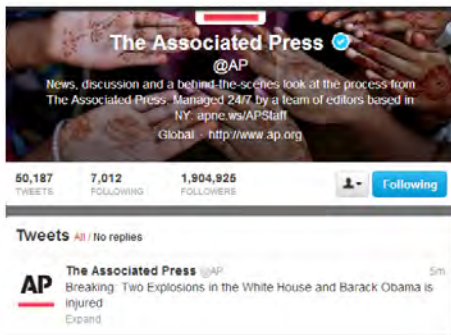 The Associated Press
@AP
News, discussion and a behind-the-scenes look at the process from
The Associated Press. Managed 24/7 by a team of editors based in
NY: apne.ws/APStaff
Global · http://www.ap.org
50,187 7,012 1,904,925
TWEETS FOLLOWING FOLLOWERS
Following
Tweets All / No replies
AP
The Associated Press @AP 5m
Breaking: Two Explosions in the White House and Barack Obama is
injured
Expand